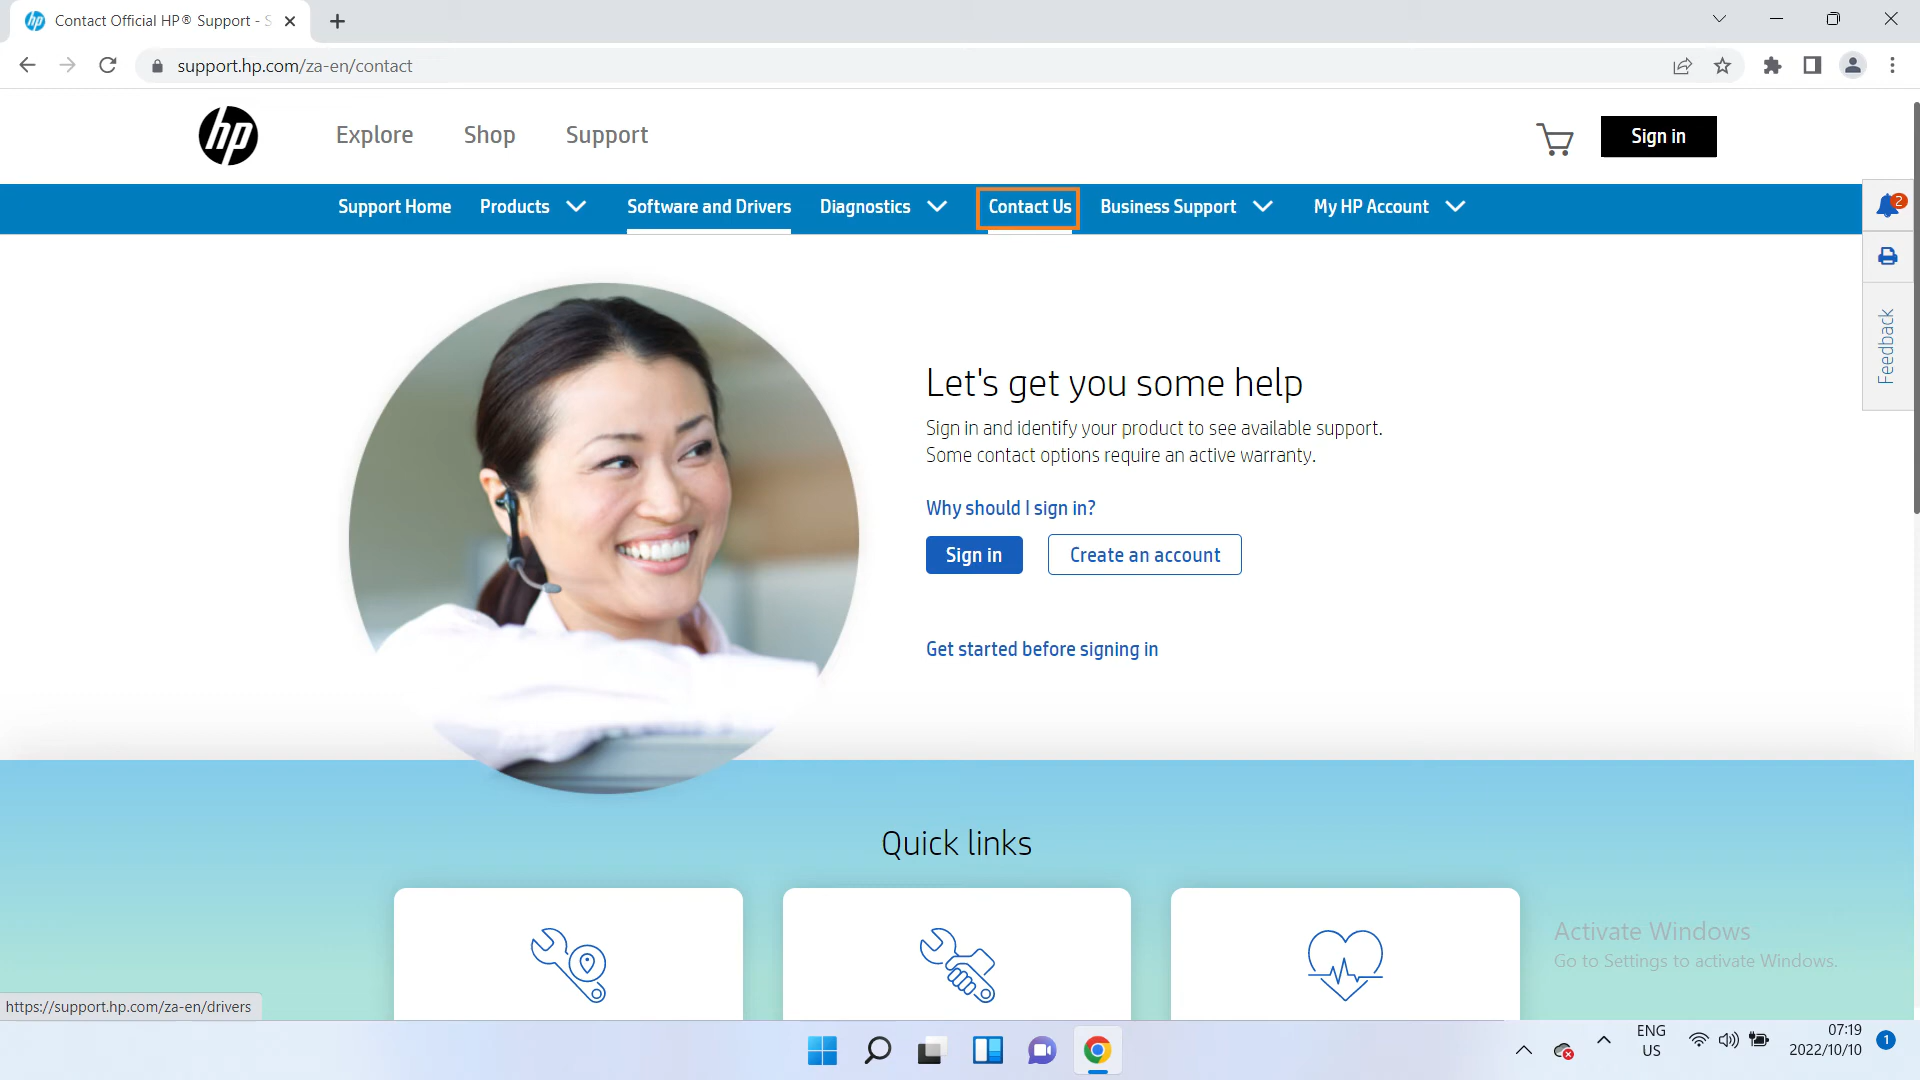 Contact Official HP® Support - S
support.hp.com/za-en/contact
hp
Explore
Shop
Support
Sign in
Support Home
Products
Software and Drivers
Diagnostics
Contact Us
Business Support
My HP Account
2
Feedback
Let's get you some help
Sign in and identify your product to see available support.
Some contact options require an active warranty.
Why should I sign in?
Sign in
Create an account
Get started before signing in
Quick links
Activate Windows
Go to Settings to activate Windows.
https://support.hp.com/za-en/drivers
ENG
US
07:19
2022/10/10
1